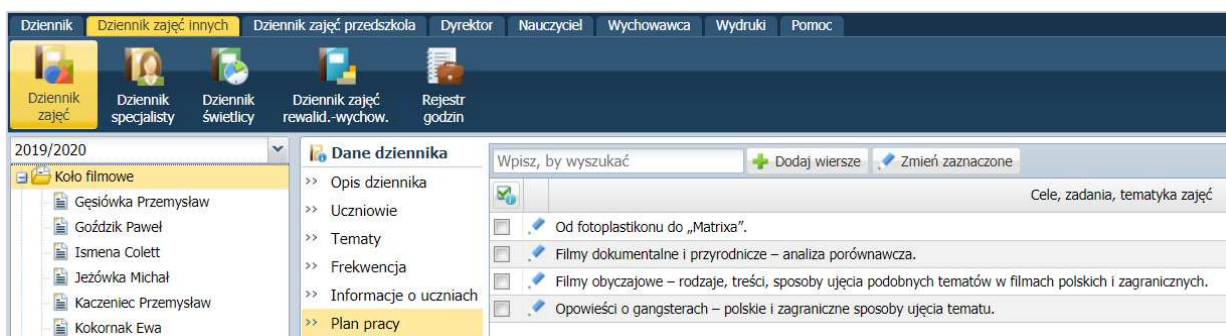 Dziennik Dziennik zajęć innych Dziennik zajęć przedszkola Dyrektor Nauczyciel Wychowawca Wydruki Pomoc
Dziennik zajęć
Dziennik specjalisty
Dziennik świetlicy
Dziennik zajęć rewalid.-wychow.
Rejestr godzin
2019/2020
Koło filmowe
Gęsiówka Przemysław
Goździk Paweł
Ismena Colett
Jeżówka Michał
Kaczeniec Przemysław
Kokornak Ewa
Dane dziennika
>> Opis dziennika
>> Uczniowie
>> Tematy
>> Frekwencja
>> Informacje o uczniach
>> Plan pracy
Wpisz, by wyszukać Dodaj wiersze Zmień zaznaczone
Cele, zadania, tematyka zajęć
Od fotoplastikonu do „Matrixa”.
Filmy dokumentalne i przyrodnicze – analiza porównawcza.
Filmy obyczajowe – rodzaje, treści, sposoby ujęcia podobnych tematów w filmach polskich i zagranicznych.
Opowieści o gangsterach – polskie i zagraniczne sposoby ujęcia tematu.